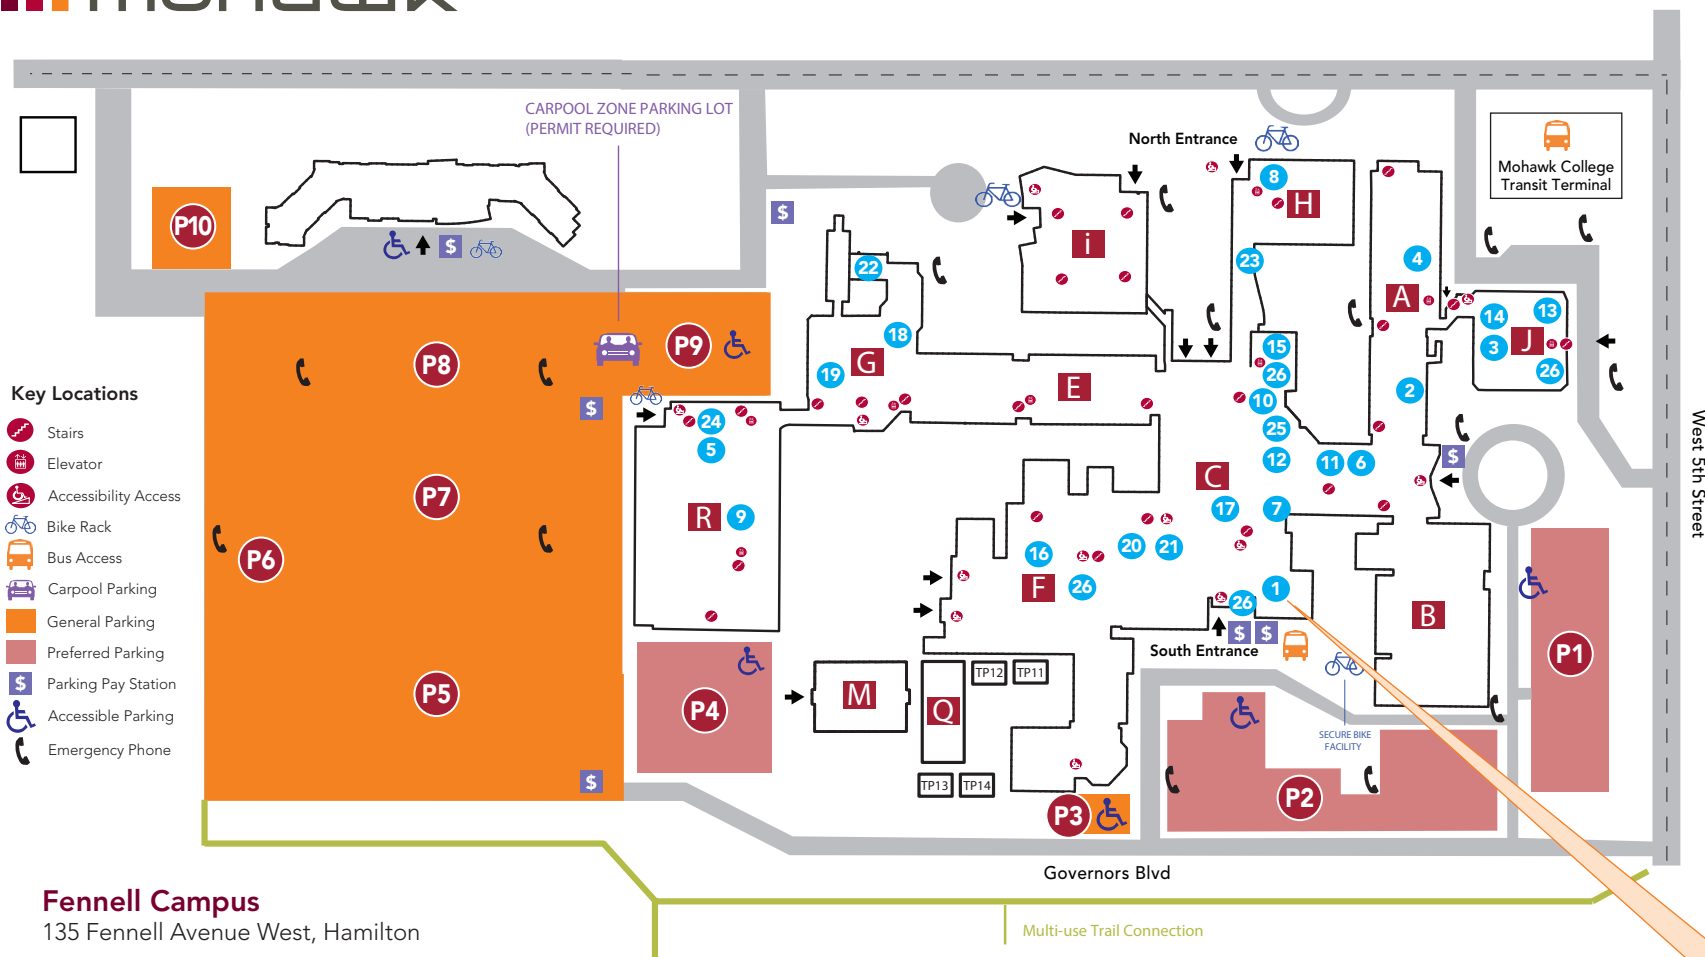 mohawk
CARPOOL ZONE PARKING LOT
(PERMIT REQUIRED)
North Entrance
Mohawk College
Transit Terminal
P10
$
$
8
H
i
22
23
4
A
18
G
19
14
13
3
J
26
15
26
10
25
12
2
E
P8
P9
$
24
5
11
6
$
C
17
7
West 5th Street
Key Locations
Stairs
Elevator
Accessibility Access
Bike Rack
Bus Access
Carpool Parking
General Parking
Preferred Parking
$ Parking Pay Station
Accessible Parking
Emergency Phone
P7
P6
P5
R
9
16
20
21
F
26
1
26
$ $
South Entrance
B
P1
P4
M
Q
TP12
TP11
TP13
TP14
SECURE BIKE
FACILITY
P2
P3
$
Governors Blvd
Fennell Campus
135 Fennell Avenue West, Hamilton
Multi-use Trail Connection